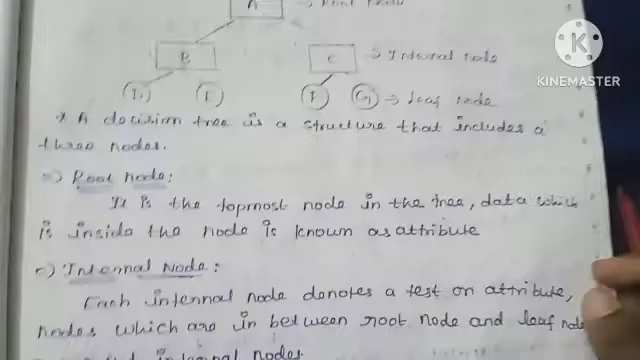 A → Root node
B C → Internal node
D E F G → leaf node
* A decision tree is a structure that includes a
three nodes.
=> Root node:
It is the topmost node in the tree, data which
is inside the node is known as attribute
=) Internal Node:
Each internal node denotes a test on attribute,
nodes which are in between root node and leaf node
internal nodes
K
KINEMASTER